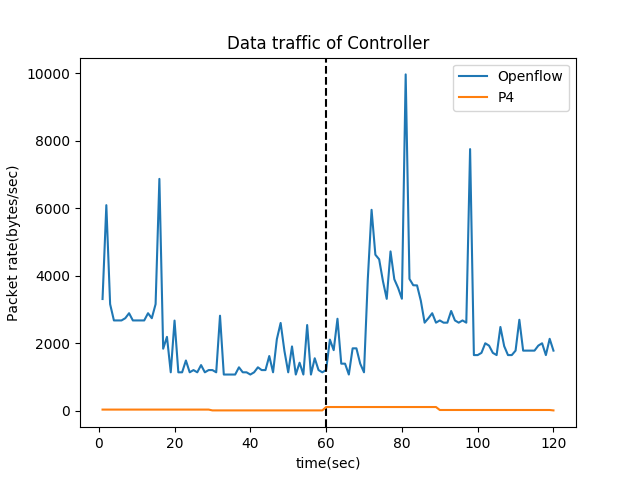 Data traffic of Controller
Openflow
P4
Packet rate(bytes/sec)
10000
8000
6000
4000
2000
0
0 20 40 60 80 100 120
time(sec)